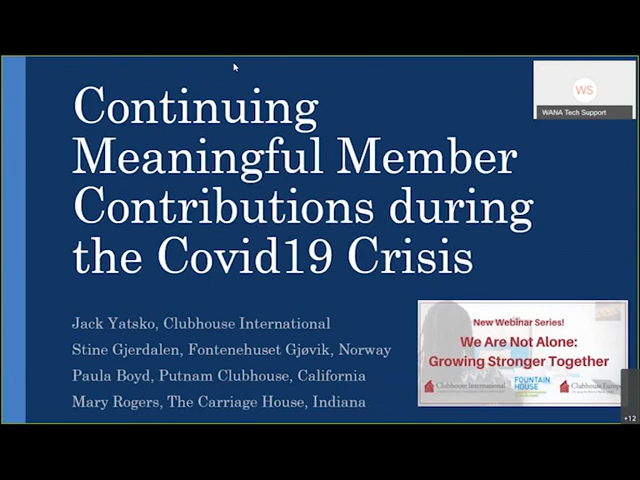 Continuing
Meaningful Member
Contributions during
the Covid19 Crisis
Jack Yatsko, Clubhouse International
Stine Gjerdalen, Fontenehuset Gjøvik, Norway
Paula Boyd, Putnam Clubhouse, California
Mary Rogers, The Carriage House, Indiana
WS
WANA Tech Support
New Webinar Series!
We Are Not Alone:
Growing Stronger Together
Clubhouse International
FOUNTAIN
HOUSE
Clubhouse Europe
+12